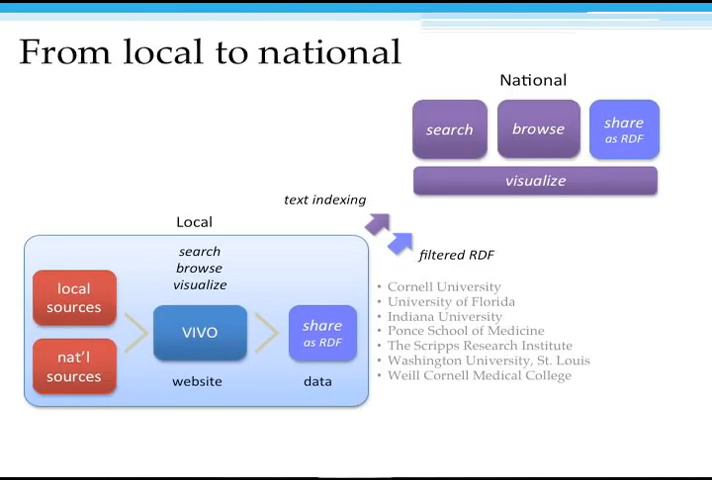 From local to national
National
search
browse
share
as RDF
visualize
text indexing
filtered RDF
Local
search
browse
visualize
local
sources
nat'l
sources
VIVO
website
share
as RDF
data
• Cornell University
• University of Florida
• Indiana University
• Ponce School of Medicine
• The Scripps Research Institute
• Washington University, St. Louis
• Weill Cornell Medical College